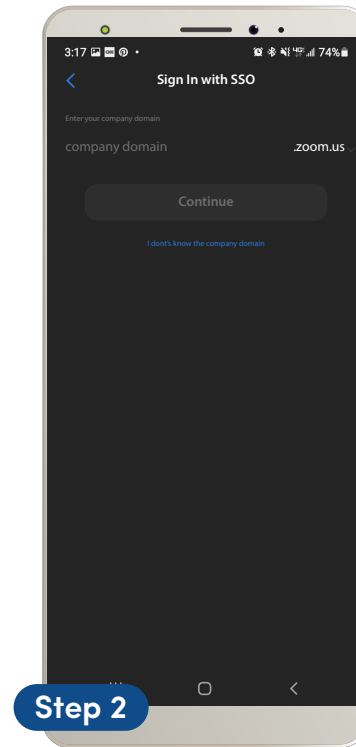 3:17
74%
Sign In with SSO
Enter your company domain
company domain .zoom.us
Continue
I dont's know the company domain
Step 2